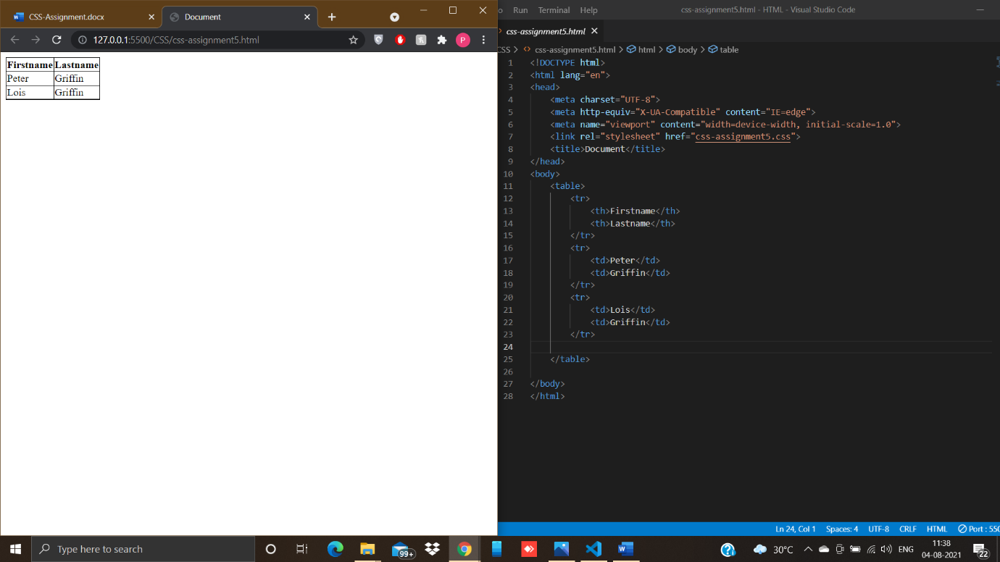 CSS-Assignment.docx
Document
127.0.0.1:5500/CSS/css-assignment5.html
P
Firstname Lastname
Peter Griffin
Lois Griffin
Run Terminal Help
css-assignment5.html - HTML - Visual Studio Code
css-assignment5.html
CSS > css-assignment5.html > html > body > table
1 <!DOCTYPE html>
2 <html lang="en">
3 <head>
4 <meta charset="UTF-8">
5 <meta http-equiv="X-UA-Compatible" content="IE=edge">
6 <meta name="viewport" content="width=device-width, initial-scale=1.0">
7 <link rel="stylesheet" href="css-assignment5.css">
8 <title>Document</title>
9 </head>
10 <body>
11 <table>
12 <tr>
13 <th>Firstname</th>
14 <th>Lastname</th>
15 </tr>
16 <tr>
17 <td>Peter</td>
18 <td>Griffin</td>
19 </tr>
20 <tr>
21 <td>Lois</td>
22 <td>Griffin</td>
23 </tr>
24
25 </table>
26
27 </body>
28 </html>
Ln 24, Col 1 Spaces: 4 UTF-8 CRLF HTML Port : 550
Type here to search
99+
30°C ENG
11:38
04-08-2021
22